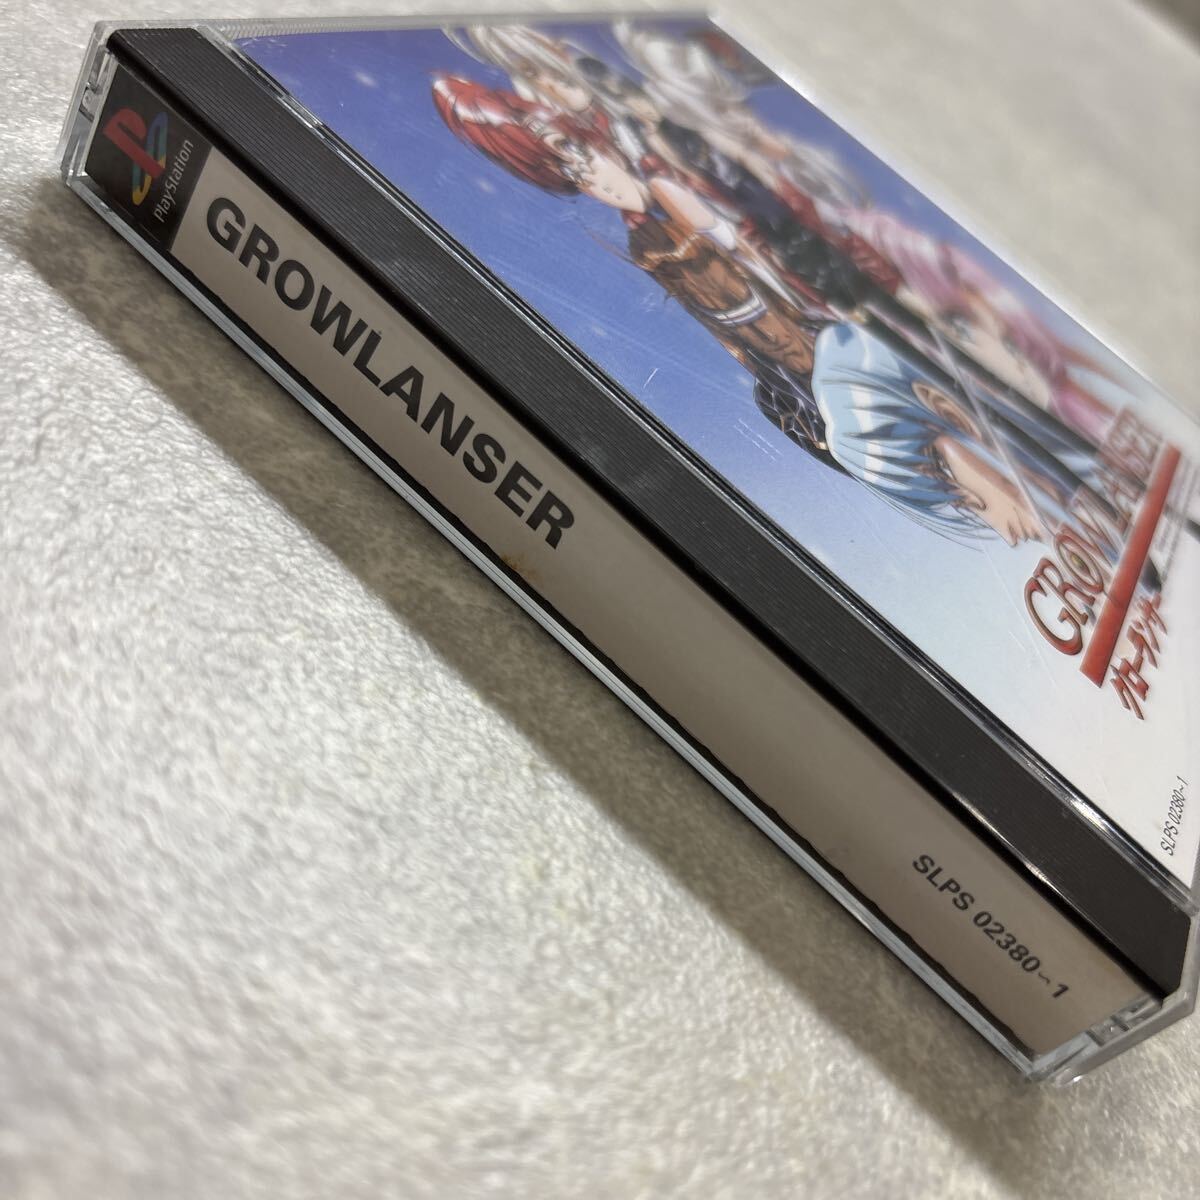 PlayStation
GROWLANSER
SLPS 02380~1
GROWLANSER
グローランサー
SLPS 02380~1